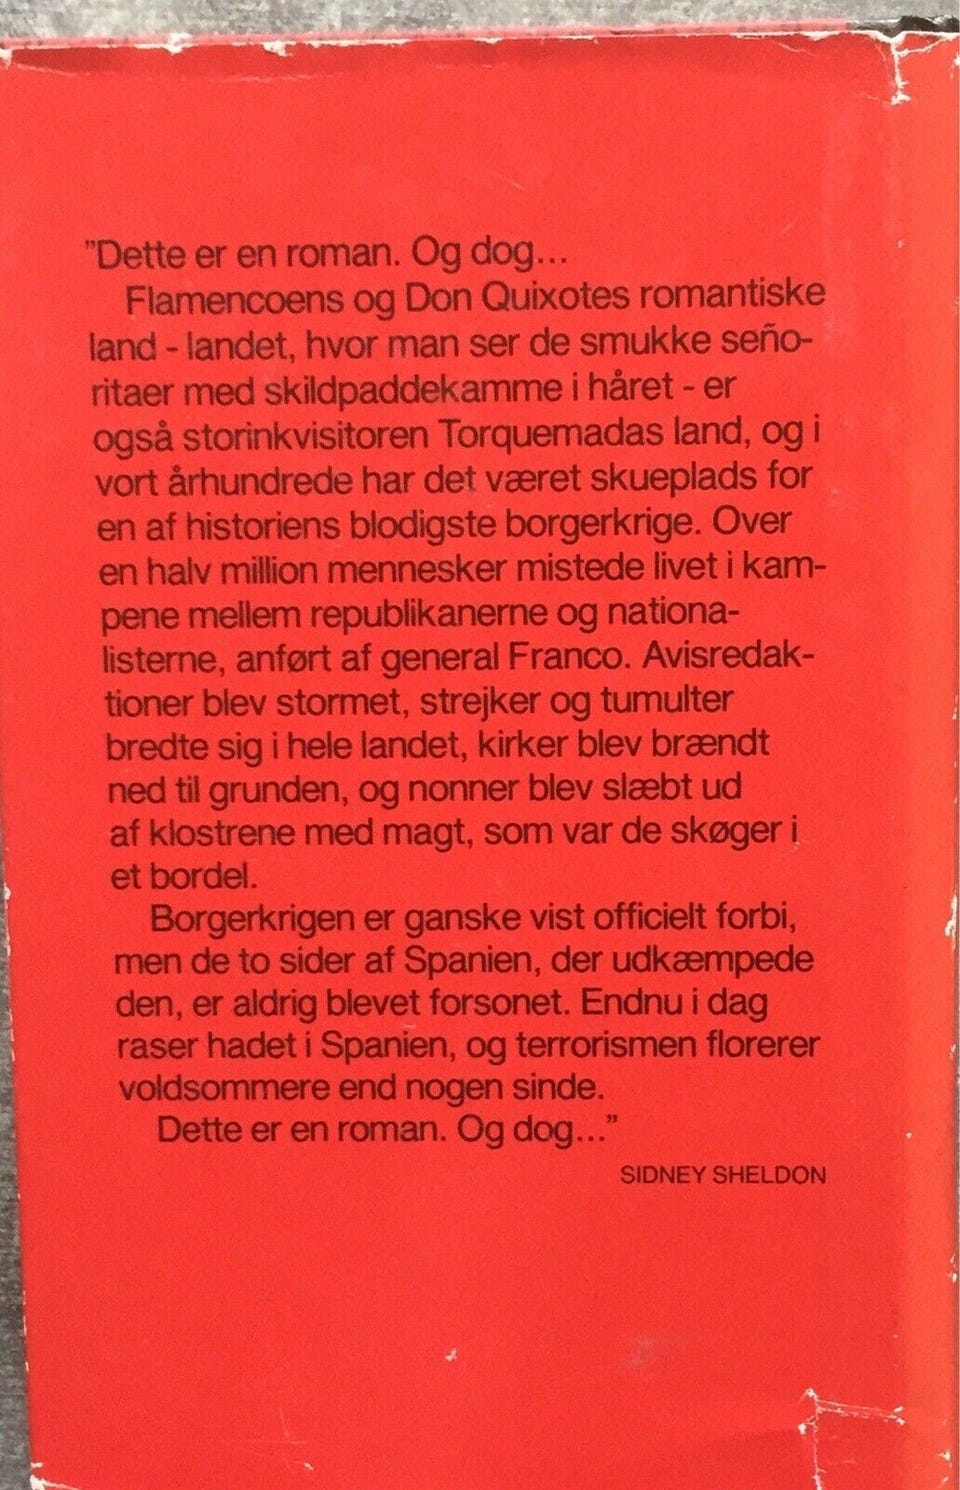 ”Dette er en roman. Og dog...
Flamencoens og Don Quixotes romantiske
land - landet, hvor man ser de smukke seño-
ritaer med skildpaddekamme i håret - er
også storinkvisitoren Torquemadas land, og i
vort århundrede har det været skueplads for
en af historiens blodigste borgerkrige. Over
en halv million mennesker mistede livet i kam-
pene mellem republikanerne og nationa-
listerne, anført af general Franco. Avisredak-
tioner blev stormet, strejker og tumulter
bredte sig i hele landet, kirker blev brændt
ned til grunden, og nonner blev slæbt ud
af klostrene med magt, som var de skøger i
et bordel.
Borgerkrigen er ganske vist officielt forbi,
men de to sider af Spanien, der udkæmpede
den, er aldrig blevet forsonet. Endnu i dag
raser hadet i Spanien, og terrorismen florerer
voldsommere end nogen sinde.
Dette er en roman. Og dog...”
SIDNEY SHELDON